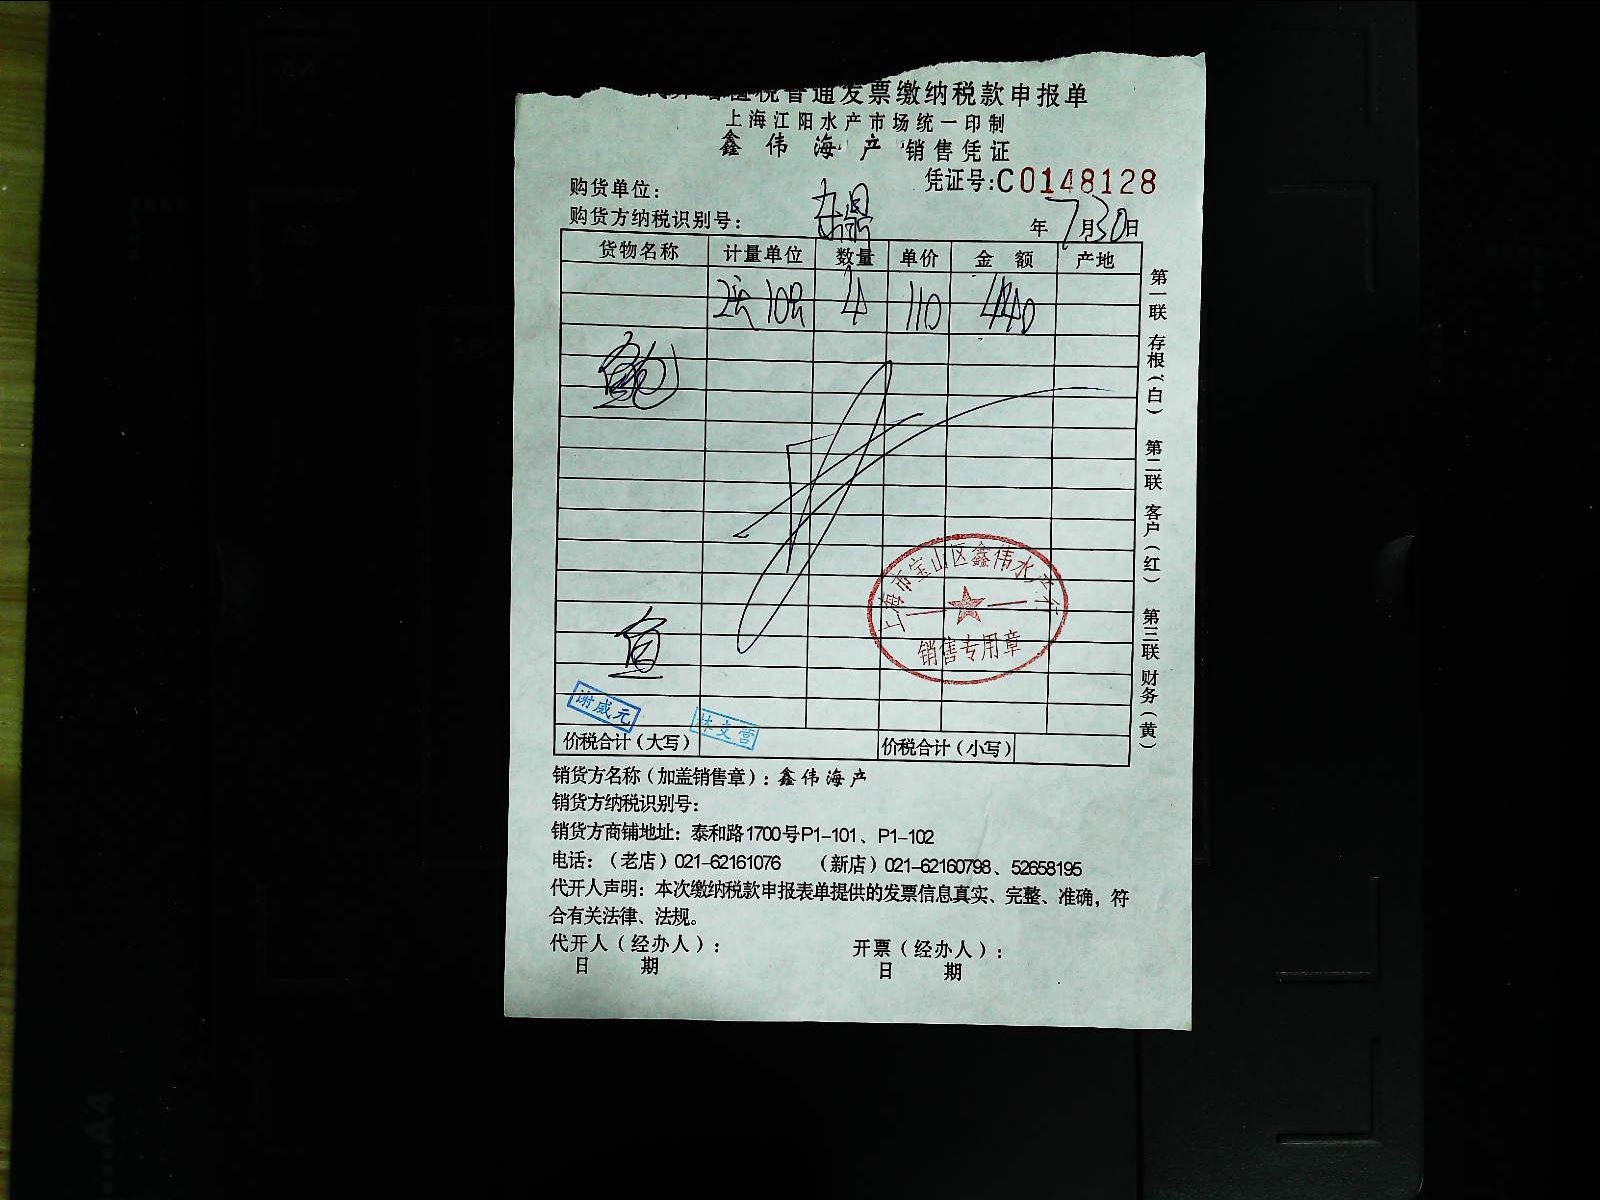 增值税普通发票缴纳税款申报单
上海江阳水产市场统一印制
鑫伟海产销售凭证
凭证号:C0148128
购货单位:
购货方纳税识别号:
年7月30日
货物名称 计量单位 数量 单价 金 额 产地
4 110 440
第一联 存根(白) 第二联 客户(红) 第三联 财务(黄)
上海市宝山区鑫伟水产行
销售专用章
谢威元
林文营
价税合计(大写) 价税合计(小写)
销货方名称(加盖销售章):鑫伟海产
销货方纳税识别号:
销货方商铺地址:泰和路1700号P1-101、P1-102
电话:(老店)021-62161076 (新店)021-62160798、52658195
代开人声明:本次缴纳税款申报表单提供的发票信息真实、完整、准确,符
合有关法律、法规。
代开人(经办人): 开票(经办人):
日 期 日 期
A4